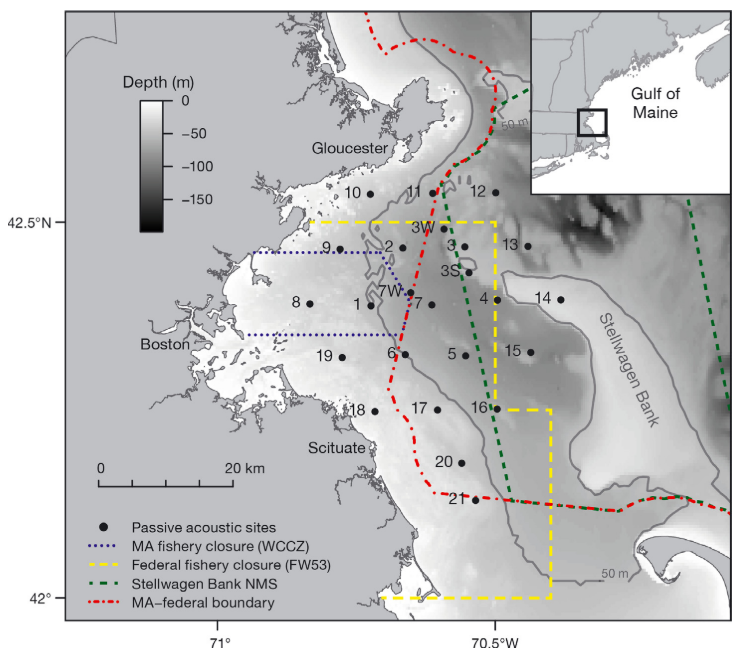 Depth (m)
0
−50
−100
−150
Gulf of
Maine
50 m
Gloucester
10
11
12
42.5°N
3W
9
2
3
13
3S
7W
8
1
7
4
14
Boston
Stellwagen Bank
19
6
5
15
18
17
16
Scituate
0
20 km
20
21
Passive acoustic sites
MA fishery closure (WCCZ)
Federal fishery closure (FW53)
Stellwagen Bank NMS
MA−federal boundary
50 m
42°
71°
70.5°W